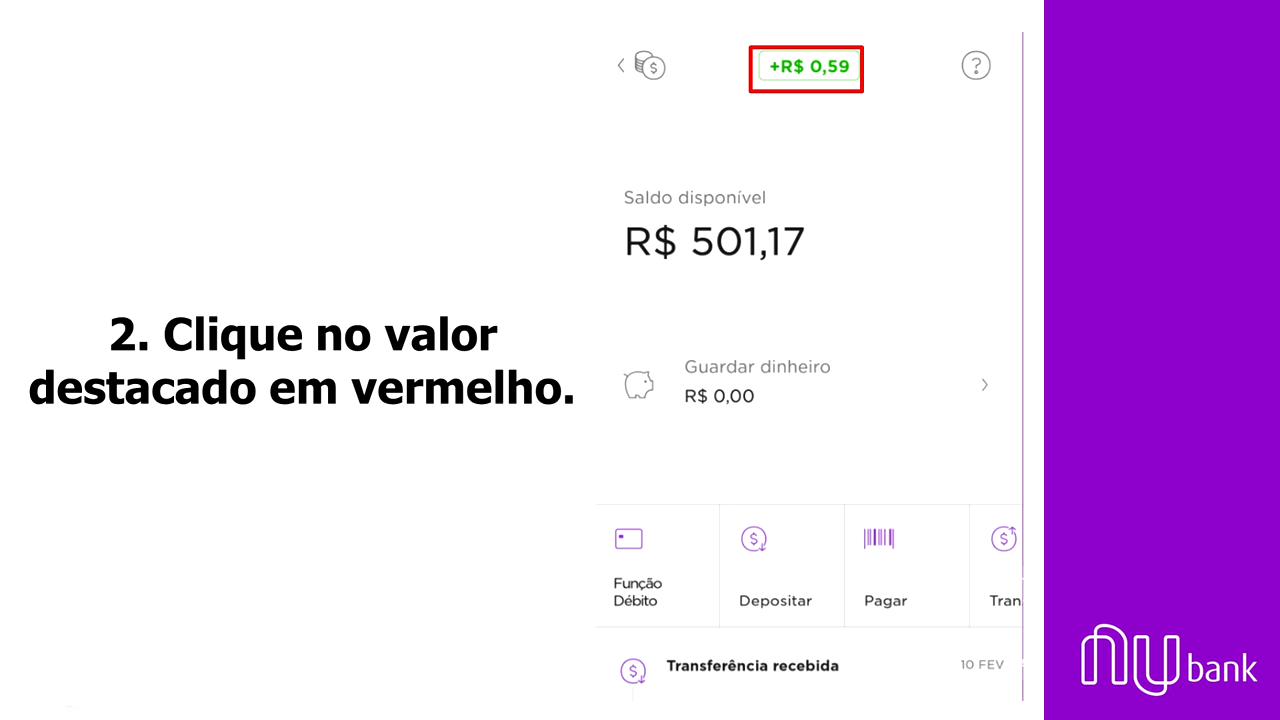 +R$ 0,59
?
Saldo disponível
R$ 501,17
2. Clique no valor
destacado em vermelho.
Guardar dinheiro
R$ 0,00
Função
Débito
Depositar
Pagar
Tran
Transferência recebida
10 FEV
nu bank